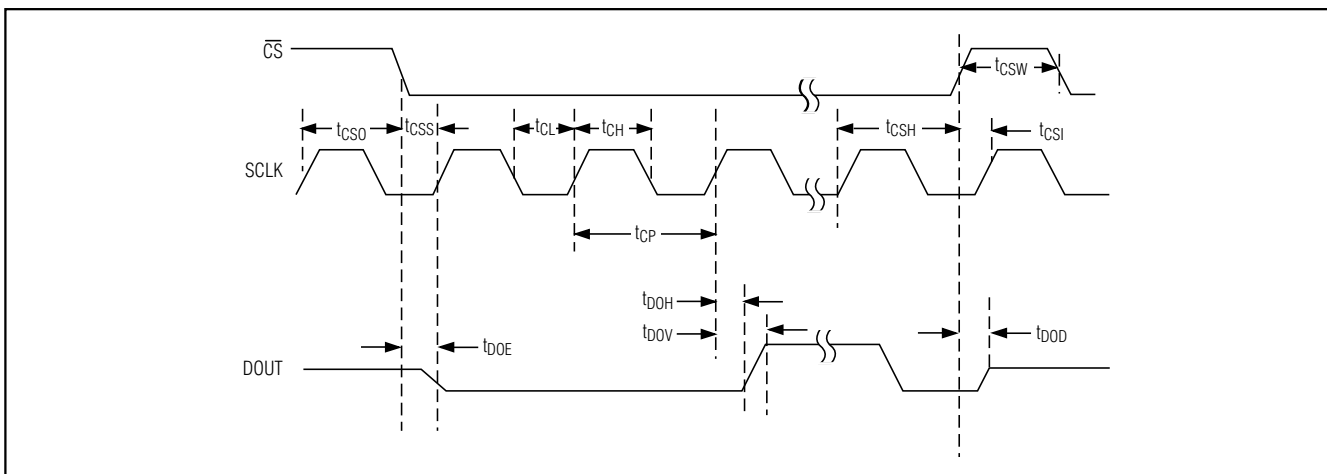 CS
tCSW
tCSO
tCSS
tCL
tCH
tCSH
tCSI
SCLK
tCP
tDOH
tDOV
tDOE
tDOD
DOUT